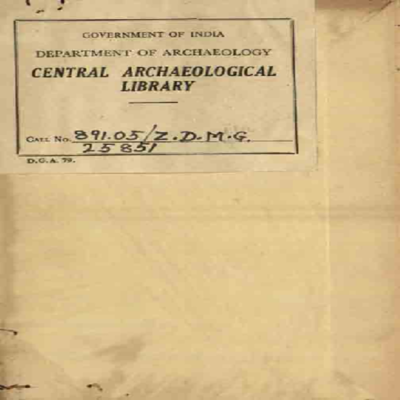 GOVERNMENT OF INDIA
DEPARTMENT OF ARCHAEOLOGY
CENTRAL ARCHAEOLOGICAL
LIBRARY
CALL No. 891.05/Z.D.M.G.
25851
D.G.A. 79.